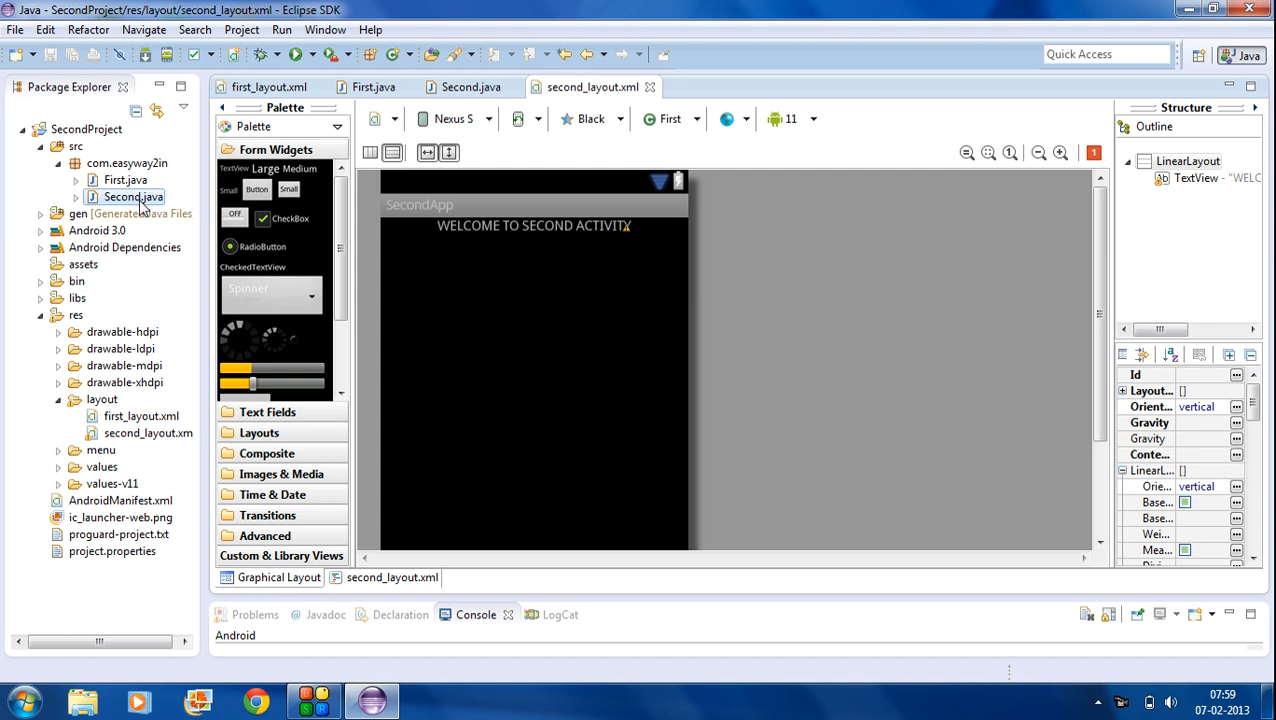 Java - SecondProject/res/layout/second_layout.xml - Eclipse SDK
File Edit Refactor Navigate Search Project Run Window Help
Quick Access
Java
Package Explorer
first_layout.xml
First.java
Second.java
second_layout.xml
SecondProject
src
com.easyway2in
First.java
Second.java
gen [Generated Java Files
Android 3.0
Android Dependencies
assets
bin
libs
res
drawable-hdpi
drawable-ldpi
drawable-mdpi
drawable-xhdpi
layout
first_layout.xml
second_layout.xm
menu
values
values-v11
AndroidManifest.xml
ic_launcher-web.png
proguard-project.txt
project.properties
Palette
Palette
Form Widgets
TextView Large Medium
Small Button Small
OFF CheckBox
RadioButton
CheckedTextView
Spinner
Text Fields
Layouts
Composite
Images & Media
Time & Date
Transitions
Advanced
Custom & Library Views
Nexus S
Black
First
11
1
SecondApp
WELCOME TO SECOND ACTIVITY
Graphical Layout
second_layout.xml
Structure
Outline
LinearLayout
TextView - "WELC
Id
Layout... []
Orient... vertical
Gravity
Gravity
Conte...
LinearL... []
Orie... vertical
Base...
Base...
Wei...
Mea...
Divi...
Problems
Javadoc
Declaration
Console
LogCat
Android
07:59
07-02-2013